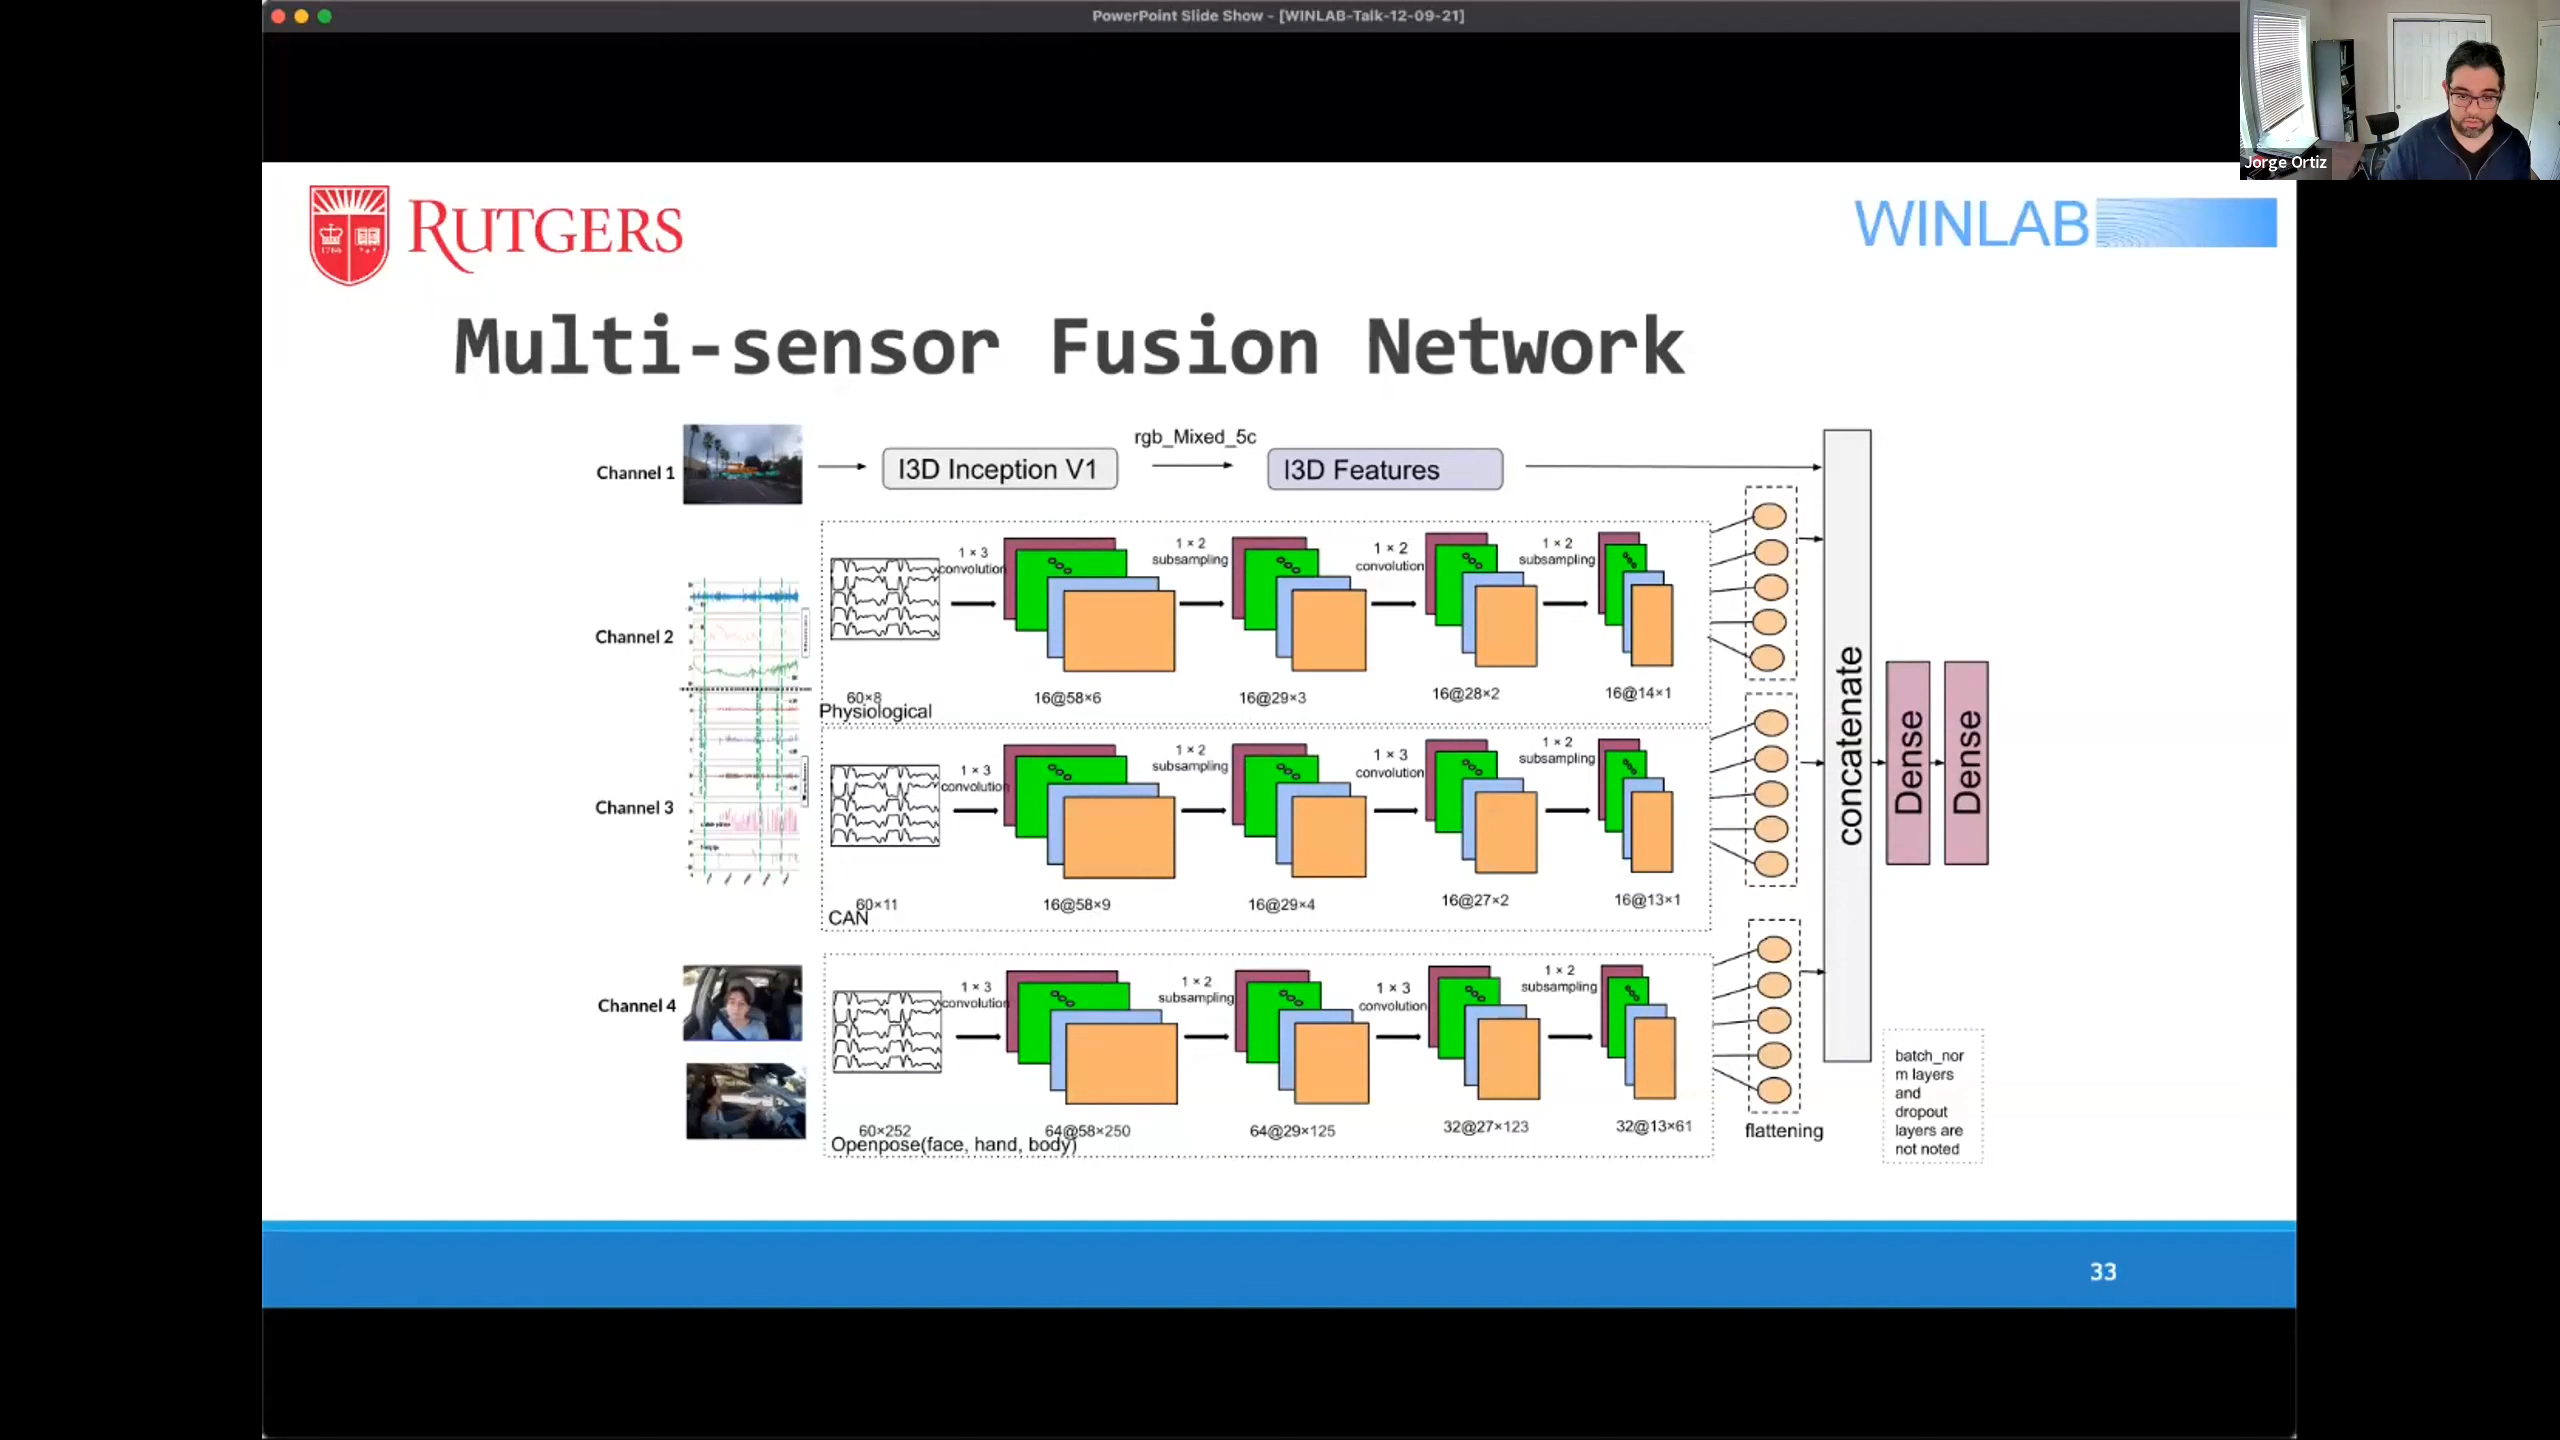 PowerPoint Slide Show - [WINLAB-Talk-12-09-21]
Jorge Ortiz
1766
RUTGERS
WINLAB
Multi-sensor Fusion Network
Channel 1
I3D Inception V1
rgb_Mixed_5c
I3D Features
Channel 2
1 × 3
convolution
1 × 2
subsampling
1 × 2
convolution
1 × 2
subsampling
60×8
16@58×6
16@29×3
16@28×2
16@14×1
Physiological
Channel 3
1 × 3
convolution
1 × 2
subsampling
1 × 3
convolution
1 × 2
subsampling
60×11
16@58×9
16@29×4
16@27×2
16@13×1
CAN
Channel 4
1 × 3
convolution
1 × 2
subsampling
1 × 3
convolution
1 × 2
subsampling
60×252
64@58×250
64@29×125
32@27×123
32@13×61
Openpose(face, hand, body)
flattening
concatenate
Dense
Dense
batch_nor
m layers
and
dropout
layers are
not noted
33